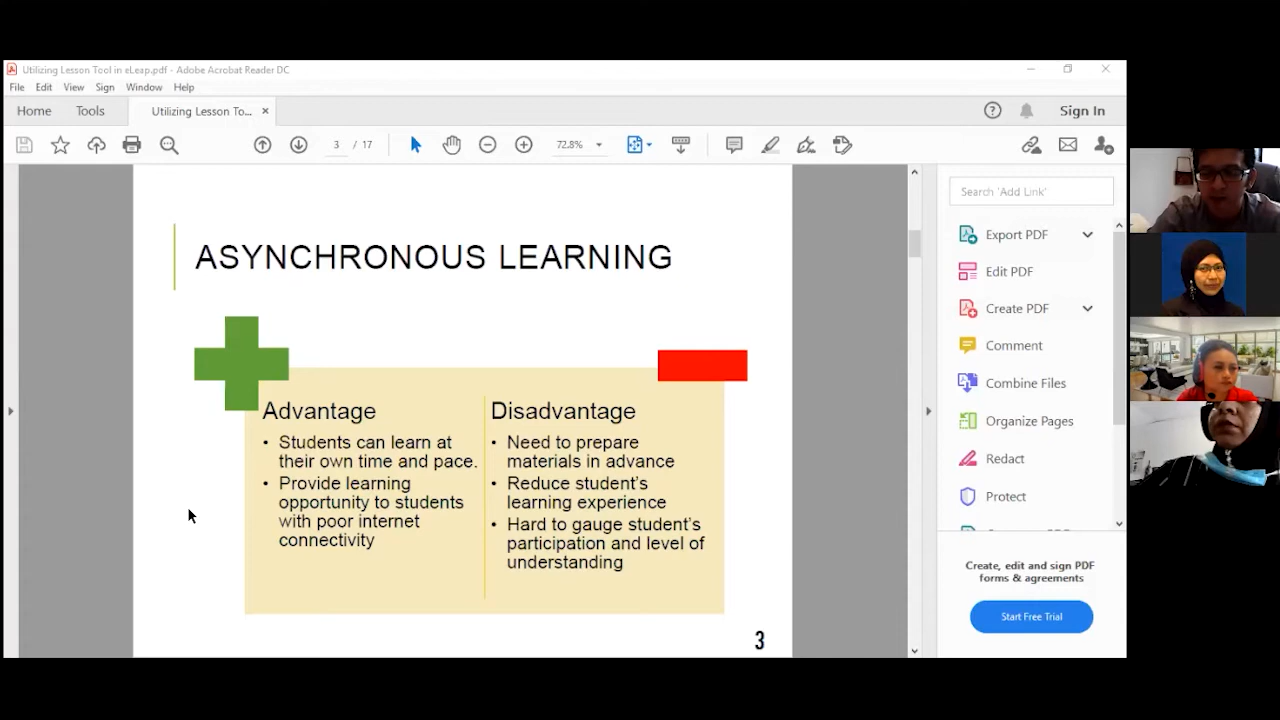 Utilizing Lesson Tool in eLeap.pdf - Adobe Acrobat Reader DC
File Edit View Sign Window Help
Home Tools Utilizing Lesson To... × Sign In
3 / 17 72.8%
ASYNCHRONOUS LEARNING
Advantage
• Students can learn at
their own time and pace.
• Provide learning
opportunity to students
with poor internet
connectivity
Disadvantage
• Need to prepare
materials in advance
• Reduce student's
learning experience
• Hard to gauge student's
participation and level of
understanding
3
Search 'Add Link'
Export PDF
Edit PDF
Create PDF
Comment
Combine Files
Organize Pages
Redact
Protect
Create, edit and sign PDF
forms & agreements
Start Free Trial